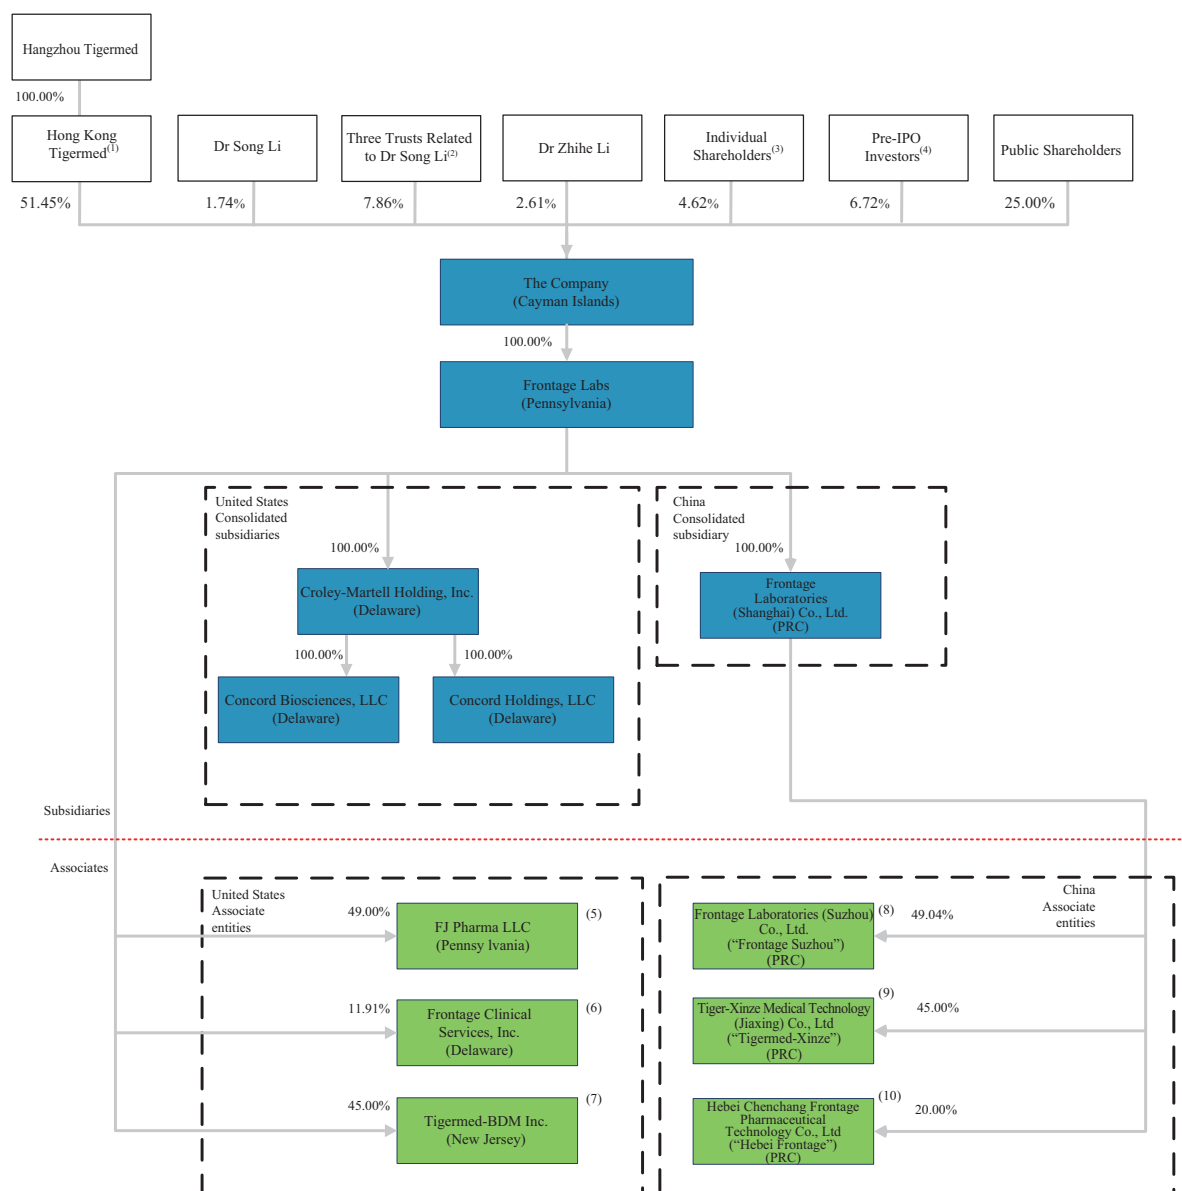 Hangzhou Tigermed
100.00%
Hong Kong
Tigermed(1)
Dr Song Li
Three Trusts Related
to Dr Song Li(2)
Dr Zhihe Li
Individual
Shareholders(3)
Pre-IPO
Investors(4)
Public Shareholders
51.45%
1.74%
7.86%
2.61%
4.62%
6.72%
25.00%
The Company
(Cayman Islands)
100.00%
Frontage Labs
(Pennsylvania)
United States
Consolidated
subsidiaries
100.00%
Croley-Martell Holding, Inc.
(Delaware)
100.00%
100.00%
Concord Biosciences, LLC
(Delaware)
Concord Holdings, LLC
(Delaware)
China
Consolidated
subsidiary
100.00%
Frontage
Laboratories
(Shanghai) Co., Ltd.
(PRC)
Subsidiaries
Associates
United States
Associate
entities
49.00%
FJ Pharma LLC
(Pennsy lvania)
(5)
11.91%
Frontage Clinical
Services, Inc.
(Delaware)
(6)
45.00%
Tigermed-BDM Inc.
(New Jersey)
(7)
China
Associate
entities
Frontage Laboratories (Suzhou)
Co., Ltd.
(“Frontage Suzhou”)
(PRC)
(8)
49.04%
Tiger-Xinze Medical Technology
(Jiaxing) Co., Ltd
(“Tigermed-Xinze”)
(PRC)
(9)
45.00%
Hebei Chenchang Frontage
Pharmaceutical
Technology Co., Ltd
(“Hebei Frontage”)
(PRC)
(10)
20.00%